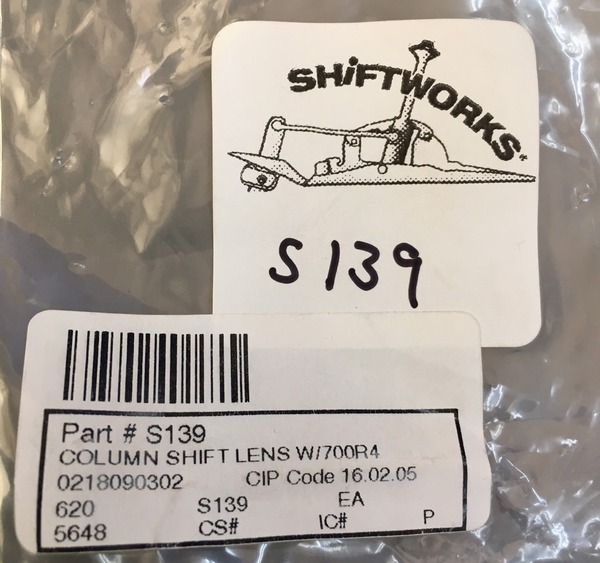 SHiFTWORKS*
S139
Part # S139
COLUMN SHIFT LENS W/700R4
0218090302 CIP Code 16.02.05
620 S139 EA
5648 CS# IC# P